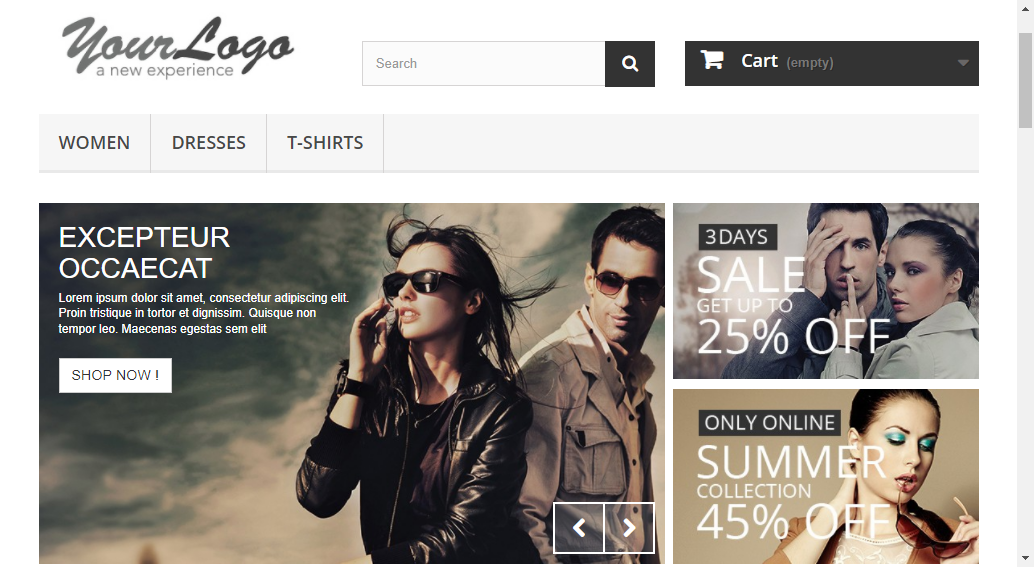 YourLogo
a new experience
Search
Cart (empty)
WOMEN DRESSES T-SHIRTS
EXCEPTEUR
OCCAECAT
Lorem ipsum dolor sit amet, consectetur adipiscing elit.
Proin tristique in tortor et dignissim. Quisque non
tempor leo. Maecenas egestas sem elit
SHOP NOW !
3 DAYS
SALE
GET UP TO
25% OFF
ONLY ONLINE
SUMMER
COLLECTION
45% OFF